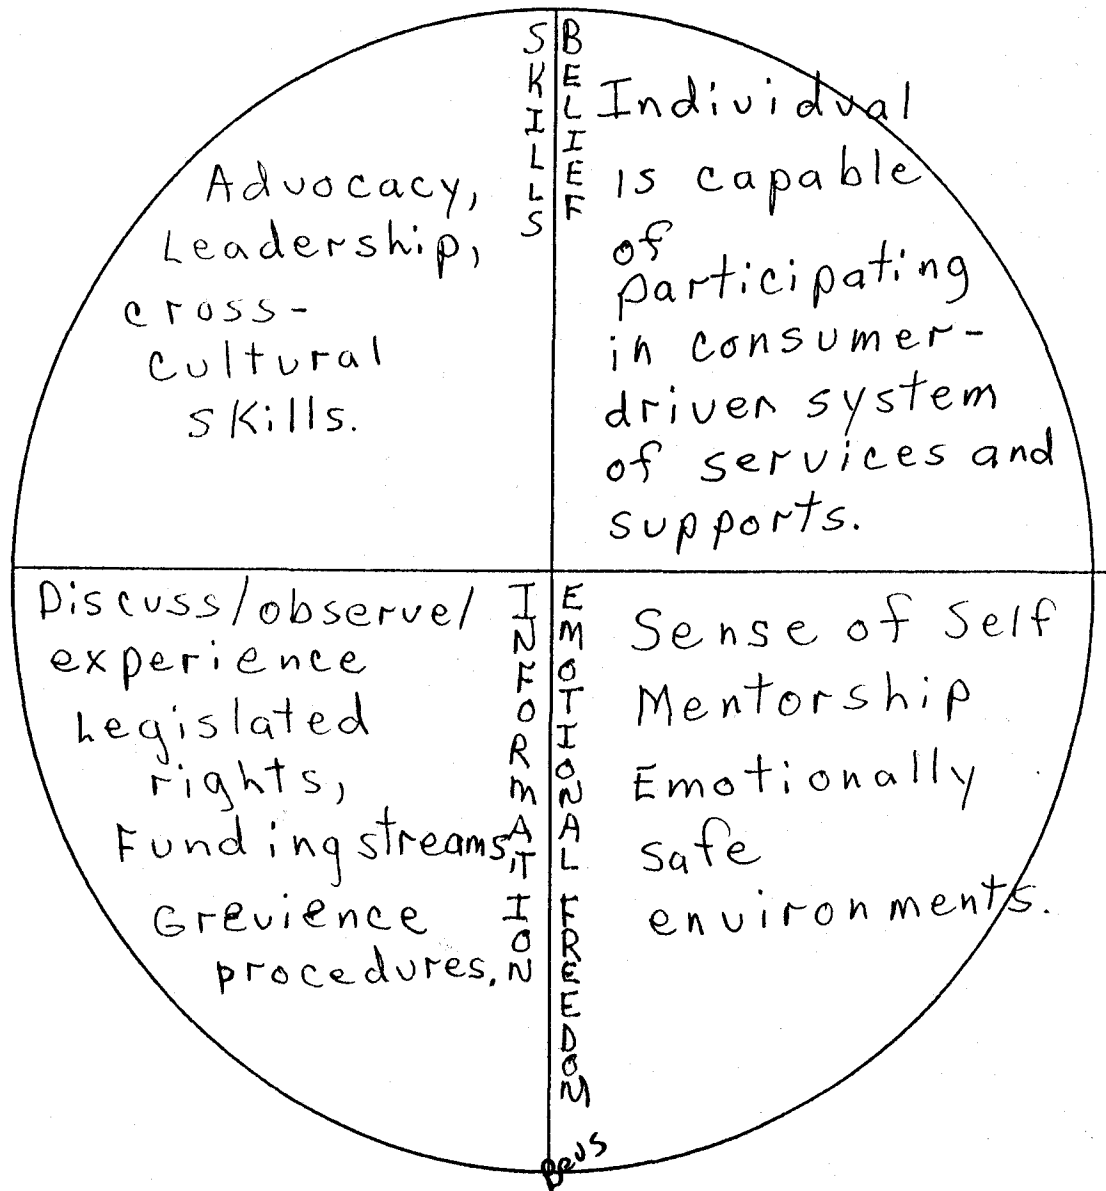 SKILLS
Advocacy,
Leadership,
cross-
cultural
skills.
BELIEF
Individual
is capable
of
participating
in consumer-
driven system
of services and
supports.
INFORMATION
Discuss/observe/
experience
Legislated
rights,
Funding streams,
Grevience
procedures.
EMOTIONAL FREEDOM
Sense of Self
Mentorship
Emotionally
safe
environments.